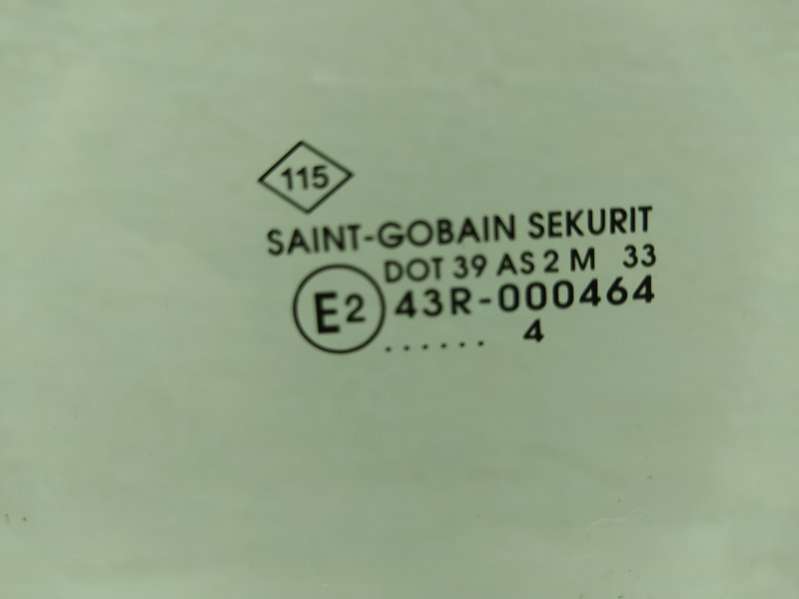 115
SAINT-GOBAIN SEKURIT
DOT 39 AS 2 M 33
E2 43R-000464
...... 4